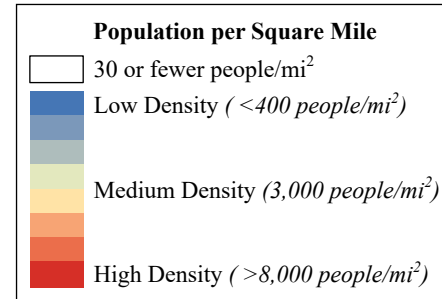 Population per Square Mile
30 or fewer people/mi²
Low Density ( <400 people/mi²)
Medium Density (3,000 people/mi²)
High Density ( >8,000 people/mi²)